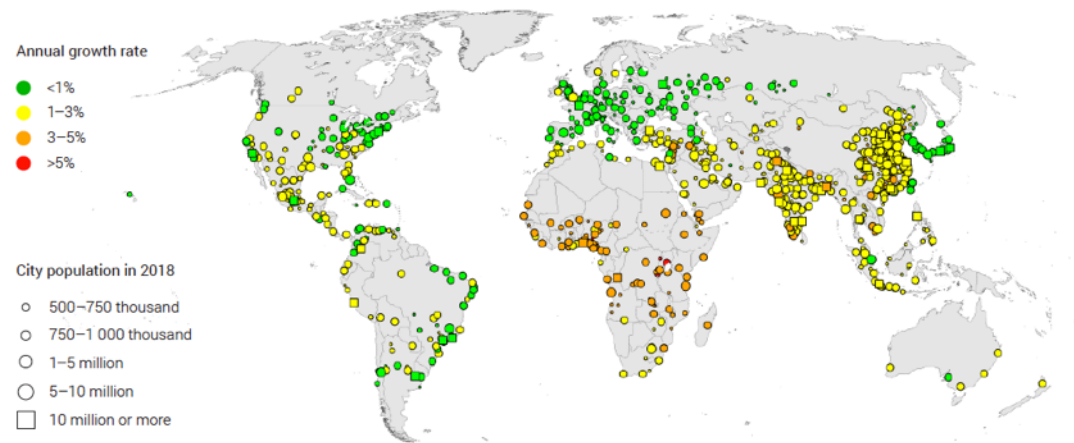 Annual growth rate
<1%
1–3%
3–5%
>5%
City population in 2018
500–750 thousand
750–1 000 thousand
1–5 million
5–10 million
10 million or more